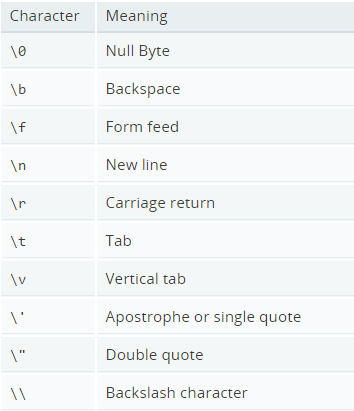 Character Meaning
\0 Null Byte
\b Backspace
\f Form feed
\n New line
\r Carriage return
\t Tab
\v Vertical tab
\' Apostrophe or single quote
\" Double quote
\\ Backslash character